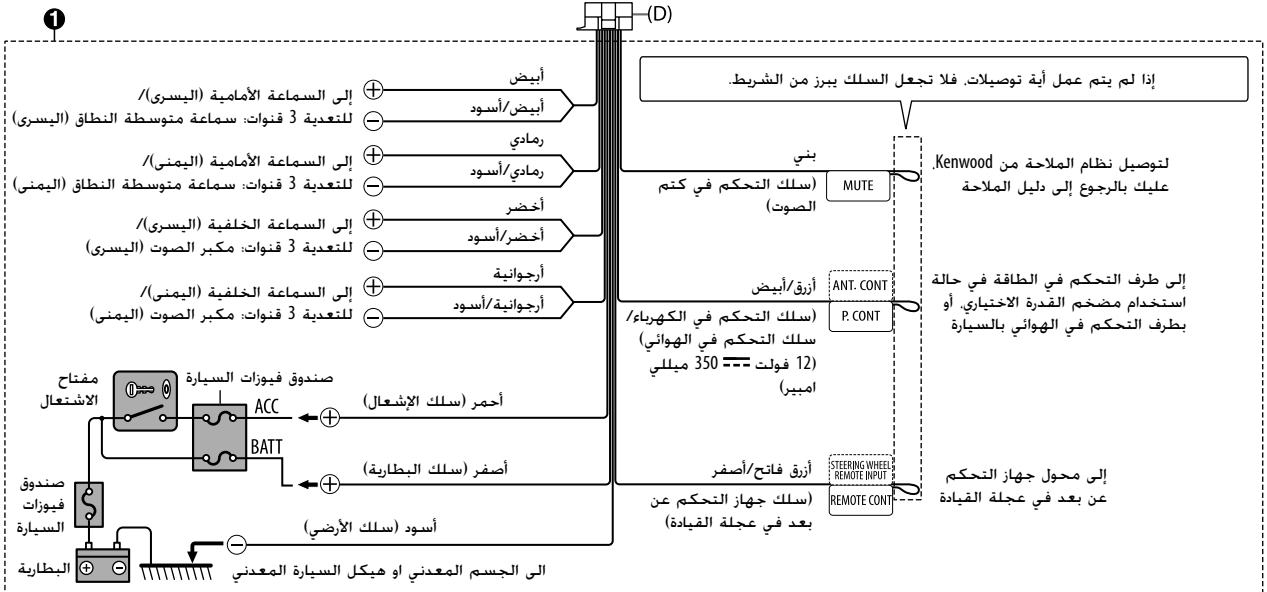 ❶
(D)
إذا لم يتم عمل أية توصيلات، فلا تجعل السلك يبرز من الشريط.
أبيض
إلى السماعة الأمامية (اليسرى)/
أبيض/أسود
للتعدية 3 قنوات: سماعة متوسطة النطاق (اليسرى)
رمادي
إلى السماعة الأمامية (اليمنى)/
رمادي/أسود
للتعدية 3 قنوات: سماعة متوسطة النطاق (اليمنى)
أخضر
إلى السماعة الخلفية (اليسرى)/
أخضر/أسود
للتعدية 3 قنوات: مكبر الصوت (اليسرى)
أرجوانية
إلى السماعة الخلفية (اليمنى)/
أرجوانية/أسود
للتعدية 3 قنوات: مكبر الصوت (اليمنى)
بني
(سلك التحكم في كتم
الصوت)
MUTE
لتوصيل نظام الملاحة من Kenwood،
عليك بالرجوع إلى دليل الملاحة
أزرق/أبيض
(سلك التحكم في الكهرباء/
سلك التحكم في الهوائي)
(12 فولت ⎓ 350 ميللي
امبير)
ANT. CONT
P. CONT
إلى طرف التحكم في الطاقة في حالة
استخدام مضخم القدرة الاختياري، أو
بطرف التحكم في الهوائي بالسيارة
أزرق فاتح/أصفر
(سلك جهاز التحكم عن
بعد في عجلة القيادة)
STEERING WHEEL
REMOTE INPUT
REMOTE CONT
إلى محول جهاز التحكم
عن بعد في عجلة القيادة
مفتاح
الاشتعال
صندوق فيوزات السيارة
ACC
أحمر (سلك الإشعال)
BATT
أصفر (سلك البطارية)
صندوق
فيوزات
السيارة
أسود (سلك الأرضي)
البطارية
الى الجسم المعدني او هيكل السيارة المعدني